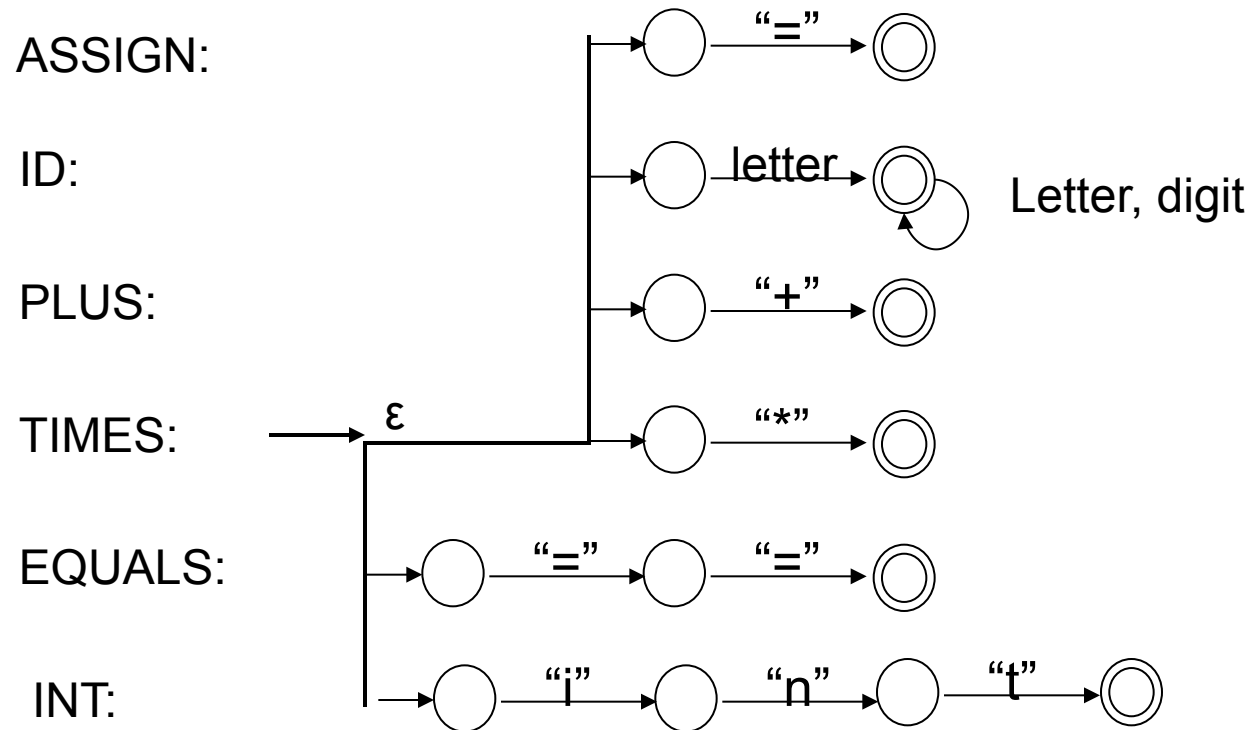 ASSIGN: “=”
ID: letter Letter, digit
PLUS: “+”
TIMES: ε “*”
EQUALS: “=” “=”
INT: “i” “n” “t”